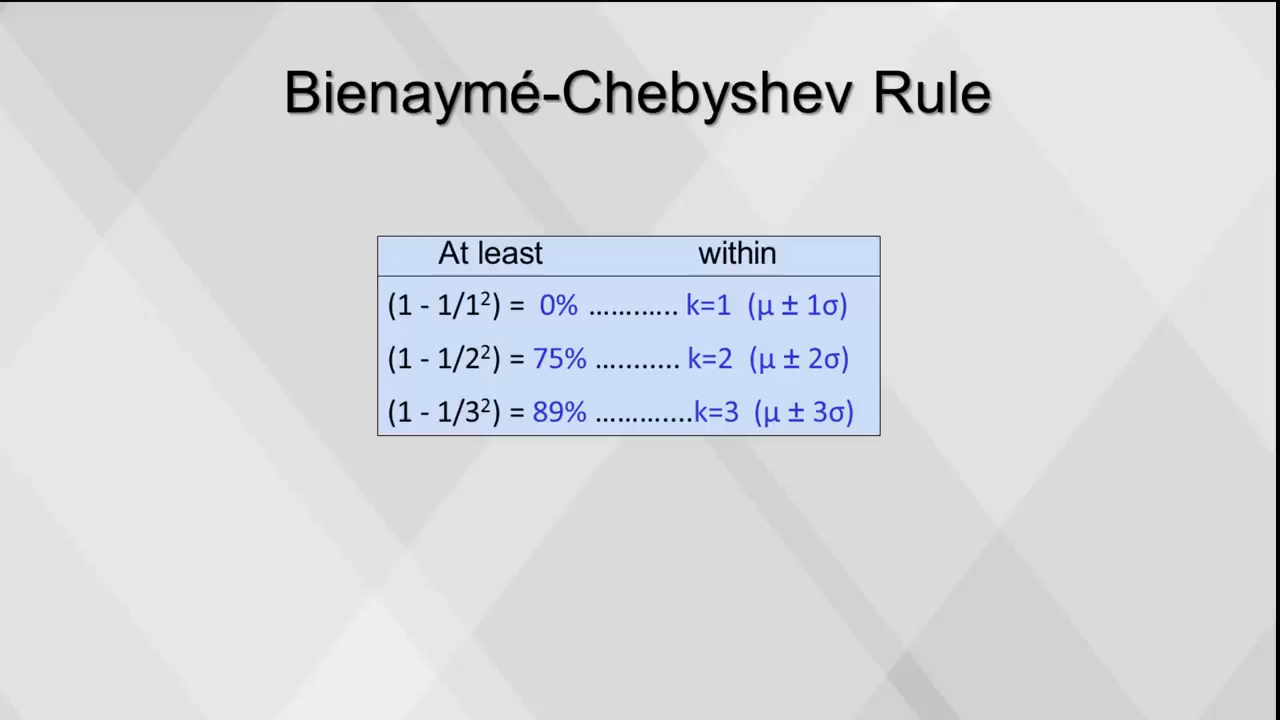 Bienaymé-Chebyshev Rule
At least within
(1 - 1/1²) = 0% ………... k=1 (μ ± 1σ)
(1 - 1/2²) = 75% ……..... k=2 (μ ± 2σ)
(1 - 1/3²) = 89% ………....k=3 (μ ± 3σ)